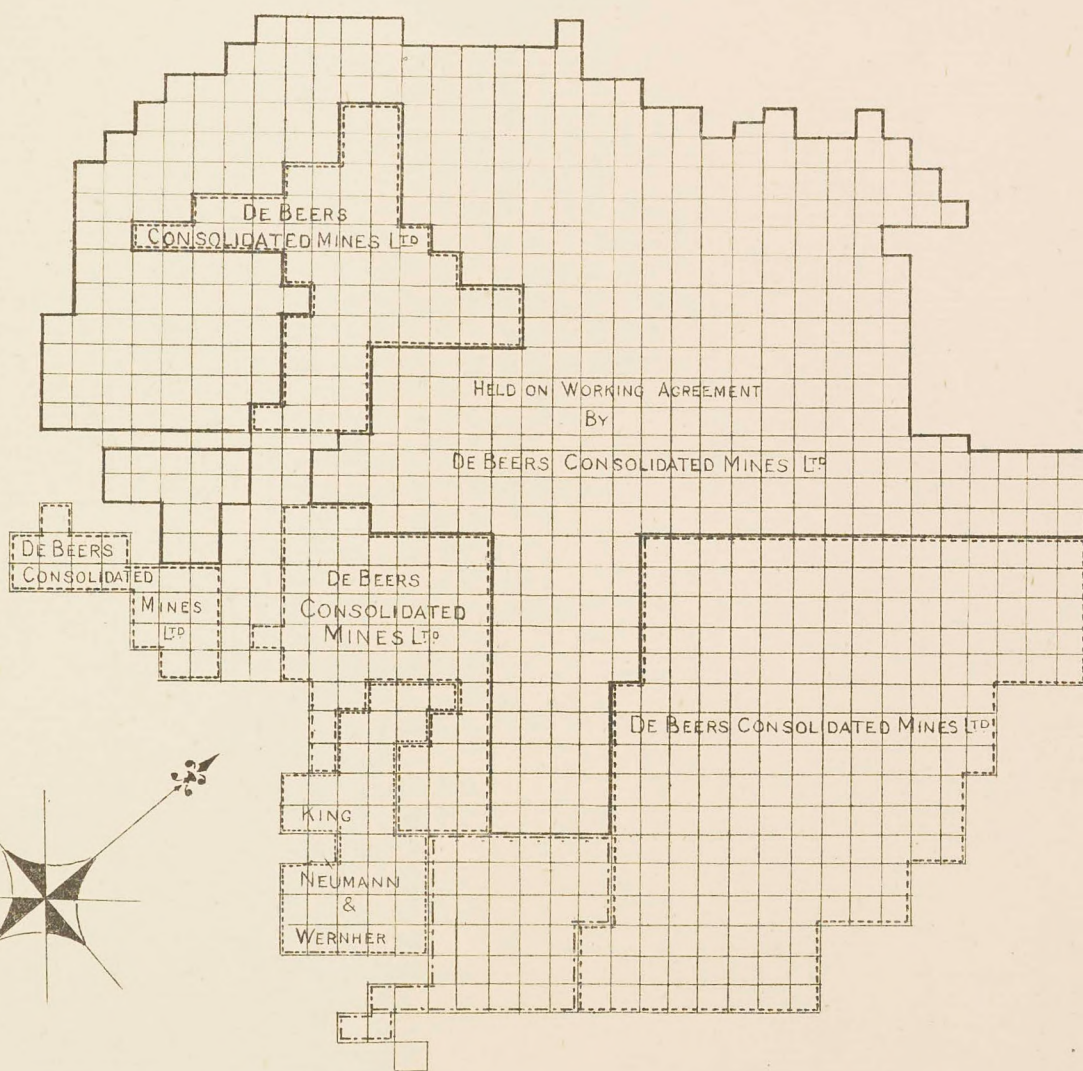 DE BEERS
CONSOLIDATED MINES LTD
HELD ON WORKING AGREEMENT
BY
DE BEERS CONSOLIDATED MINES LTD
DE BEERS
CONSOLIDATED
MINES
LTD
DE BEERS
CONSOLIDATED
MINES LTD
DE BEERS CONSOLIDATED MINES LTD
KING
NEUMANN
&
WERNHER